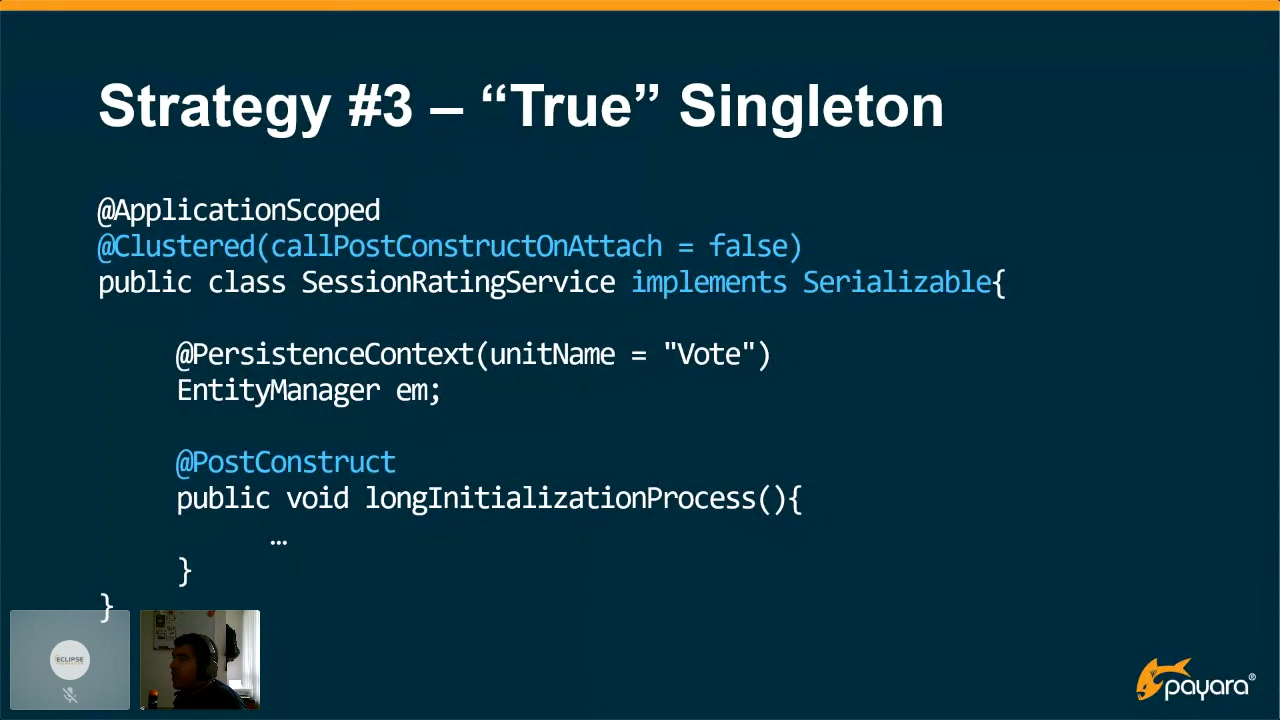 Strategy #3 – “True” Singleton
@ApplicationScoped
@Clustered(callPostConstructOnAttach = false)
public class SessionRatingService implements Serializable{
@PersistenceContext(unitName = "Vote")
EntityManager em;
@PostConstruct
public void longInitializationProcess(){
…
}
}
ECLIPSE
payara®